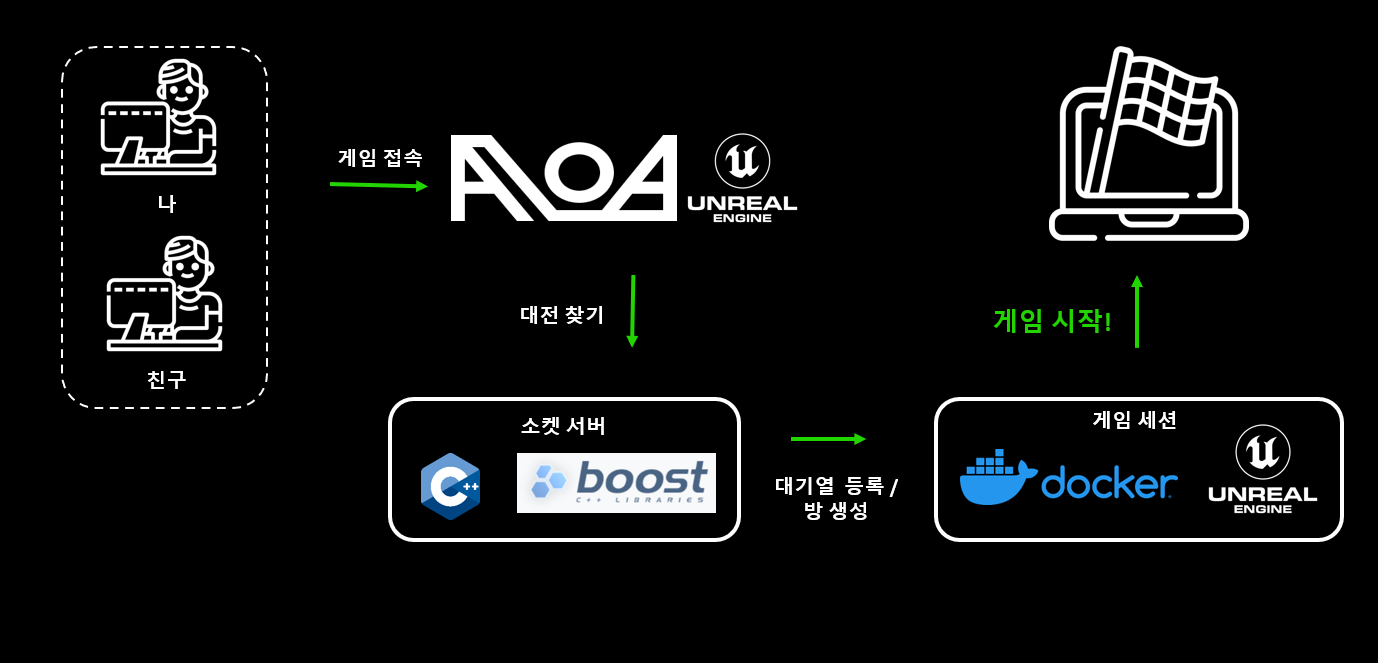 나
친구
게임 접속
AOA
UNREAL
ENGINE
대전 찾기
소켓 서버
C++
boost
C++ LIBRARIES
대기열 등록 /
방 생성
게임 세션
docker
UNREAL
ENGINE
게임 시작!